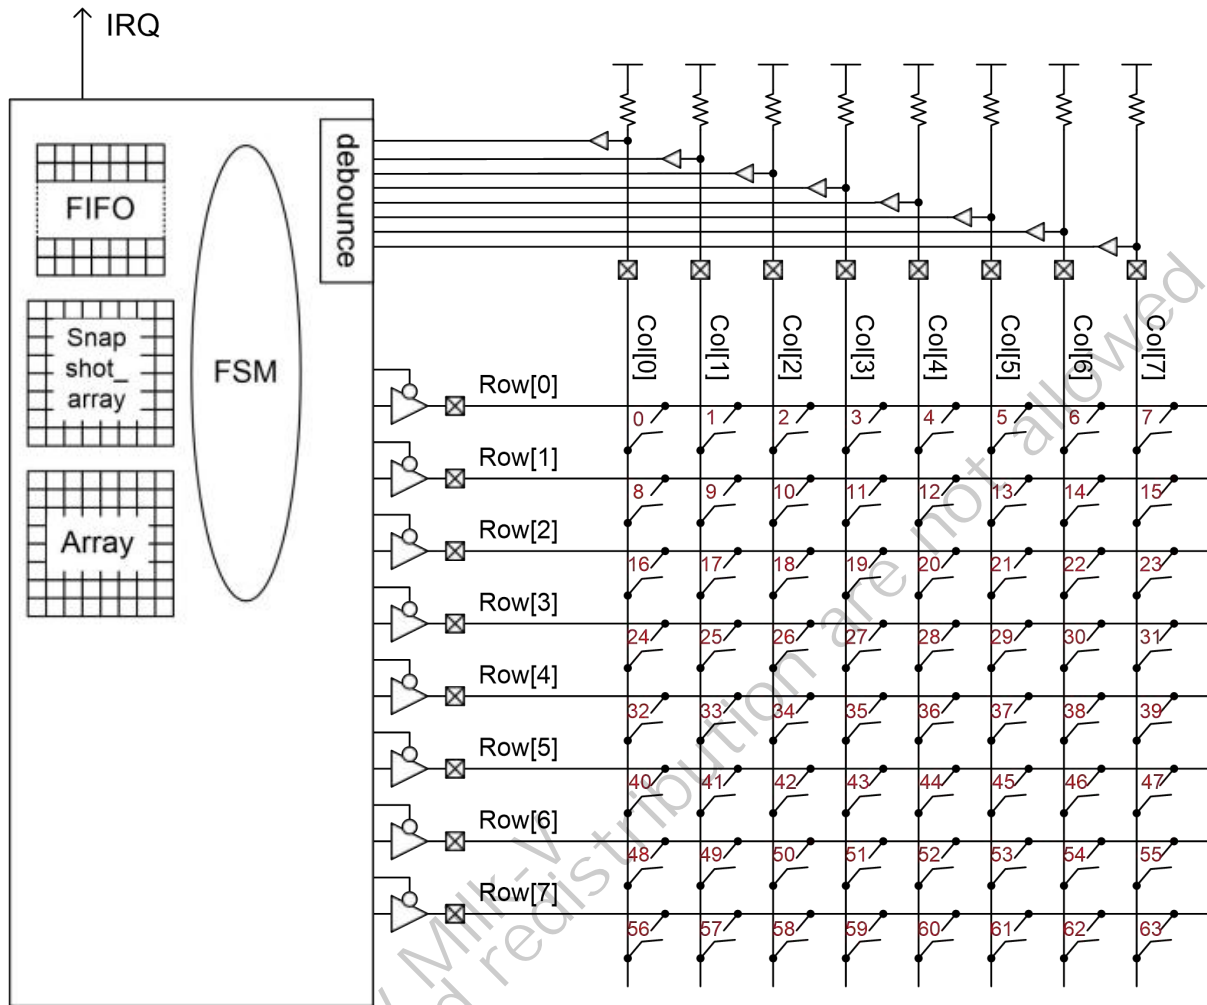 IRQ
debounce
FIFO
Snap
shot_
array
FSM
Array
Col[0] Col[1] Col[2] Col[3] Col[4] Col[5] Col[6] Col[7]
Row[0]
0 1 2 3 4 5 6 7
Row[1]
8 9 10 11 12 13 14 15
Row[2]
16 17 18 19 20 21 22 23
Row[3]
24 25 26 27 28 29 30 31
Row[4]
32 33 34 35 36 37 38 39
Row[5]
40 41 42 43 44 45 46 47
Row[6]
48 49 50 51 52 53 54 55
Row[7]
56 57 58 59 60 61 62 63
Milk-V
redistribution are not allowed